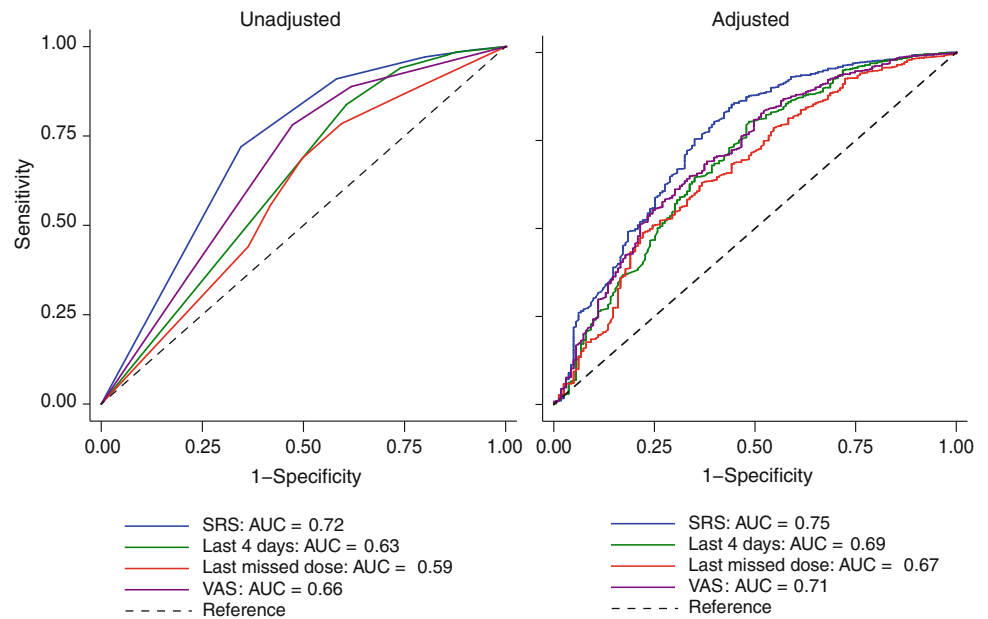 Unadjusted
Sensitivity
1.00
0.75
0.50
0.25
0.00
0.00 0.25 0.50 0.75 1.00
1−Specificity
SRS: AUC = 0.72
Last 4 days: AUC = 0.63
Last missed dose: AUC = 0.59
VAS: AUC = 0.66
Reference
Adjusted
0.00 0.25 0.50 0.75 1.00
1−Specificity
SRS: AUC = 0.75
Last 4 days: AUC = 0.69
Last missed dose: AUC = 0.67
VAS: AUC = 0.71
Reference